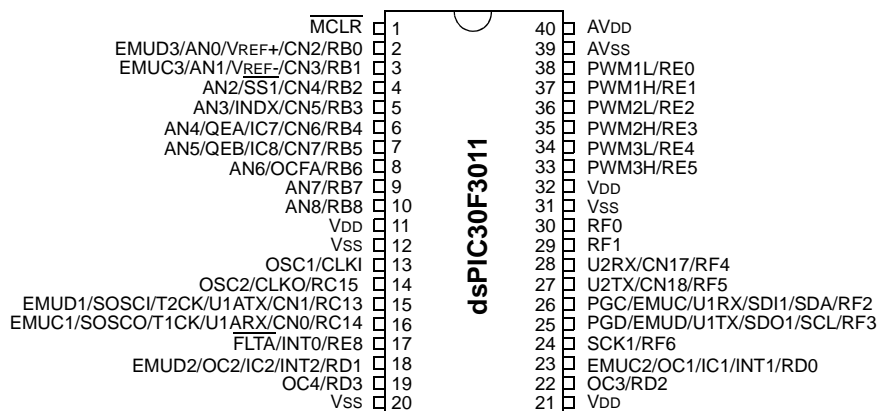 MCLR 1 40 AVDD
EMUD3/AN0/VREF+/CN2/RB0 2 39 AVSS
EMUC3/AN1/VREF-/CN3/RB1 3 38 PWM1L/RE0
AN2/SS1/CN4/RB2 4 37 PWM1H/RE1
AN3/INDX/CN5/RB3 5 36 PWM2L/RE2
AN4/QEA/IC7/CN6/RB4 6 35 PWM2H/RE3
AN5/QEB/IC8/CN7/RB5 7 34 PWM3L/RE4
AN6/OCFA/RB6 8 33 PWM3H/RE5
AN7/RB7 9 32 VDD
AN8/RB8 10 31 VSS
VDD 11 30 RF0
VSS 12 29 RF1
OSC1/CLKI 13 28 U2RX/CN17/RF4
OSC2/CLKO/RC15 14 27 U2TX/CN18/RF5
EMUD1/SOSCI/T2CK/U1ATX/CN1/RC13 15 26 PGC/EMUC/U1RX/SDI1/SDA/RF2
EMUC1/SOSCO/T1CK/U1ARX/CN0/RC14 16 25 PGD/EMUD/U1TX/SDO1/SCL/RF3
FLTA/INT0/RE8 17 24 SCK1/RF6
EMUD2/OC2/IC2/INT2/RD1 18 23 EMUC2/OC1/IC1/INT1/RD0
OC4/RD3 19 22 OC3/RD2
VSS 20 21 VDD
dsPIC30F3011